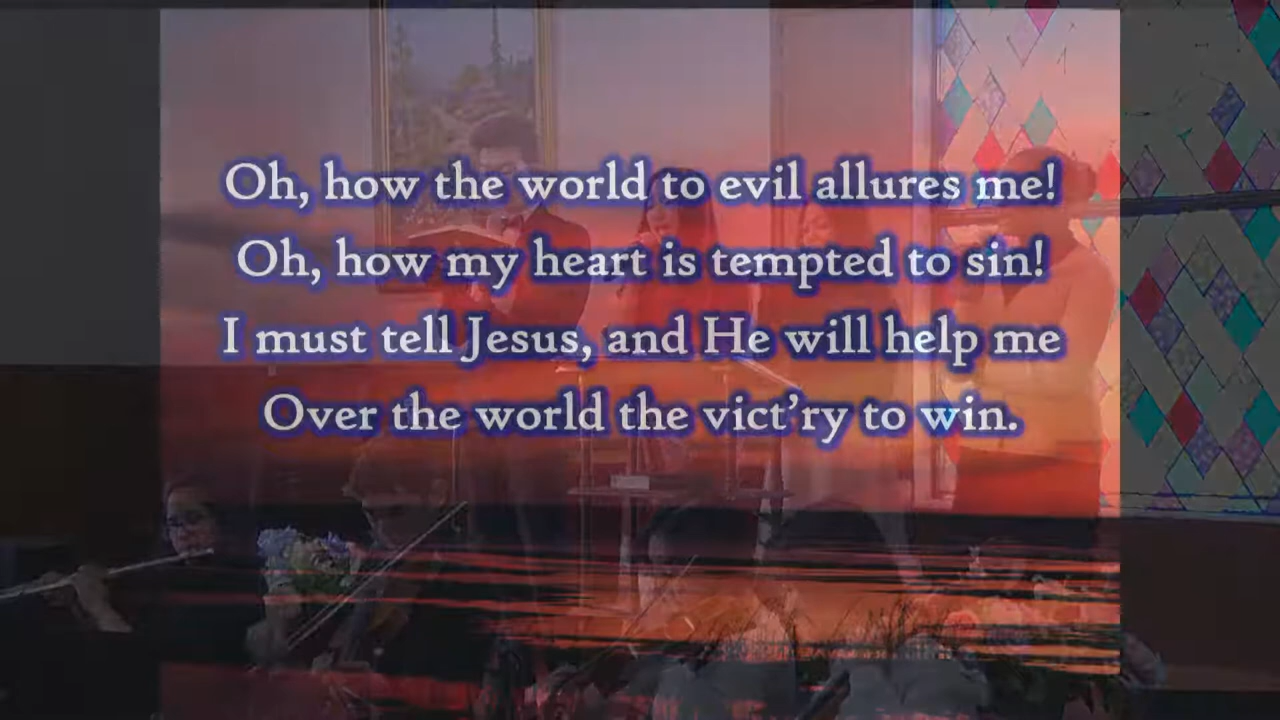 Oh, how the world to evil allures me!
Oh, how my heart is tempted to sin!
I must tell Jesus, and He will help me
Over the world the vict’ry to win.